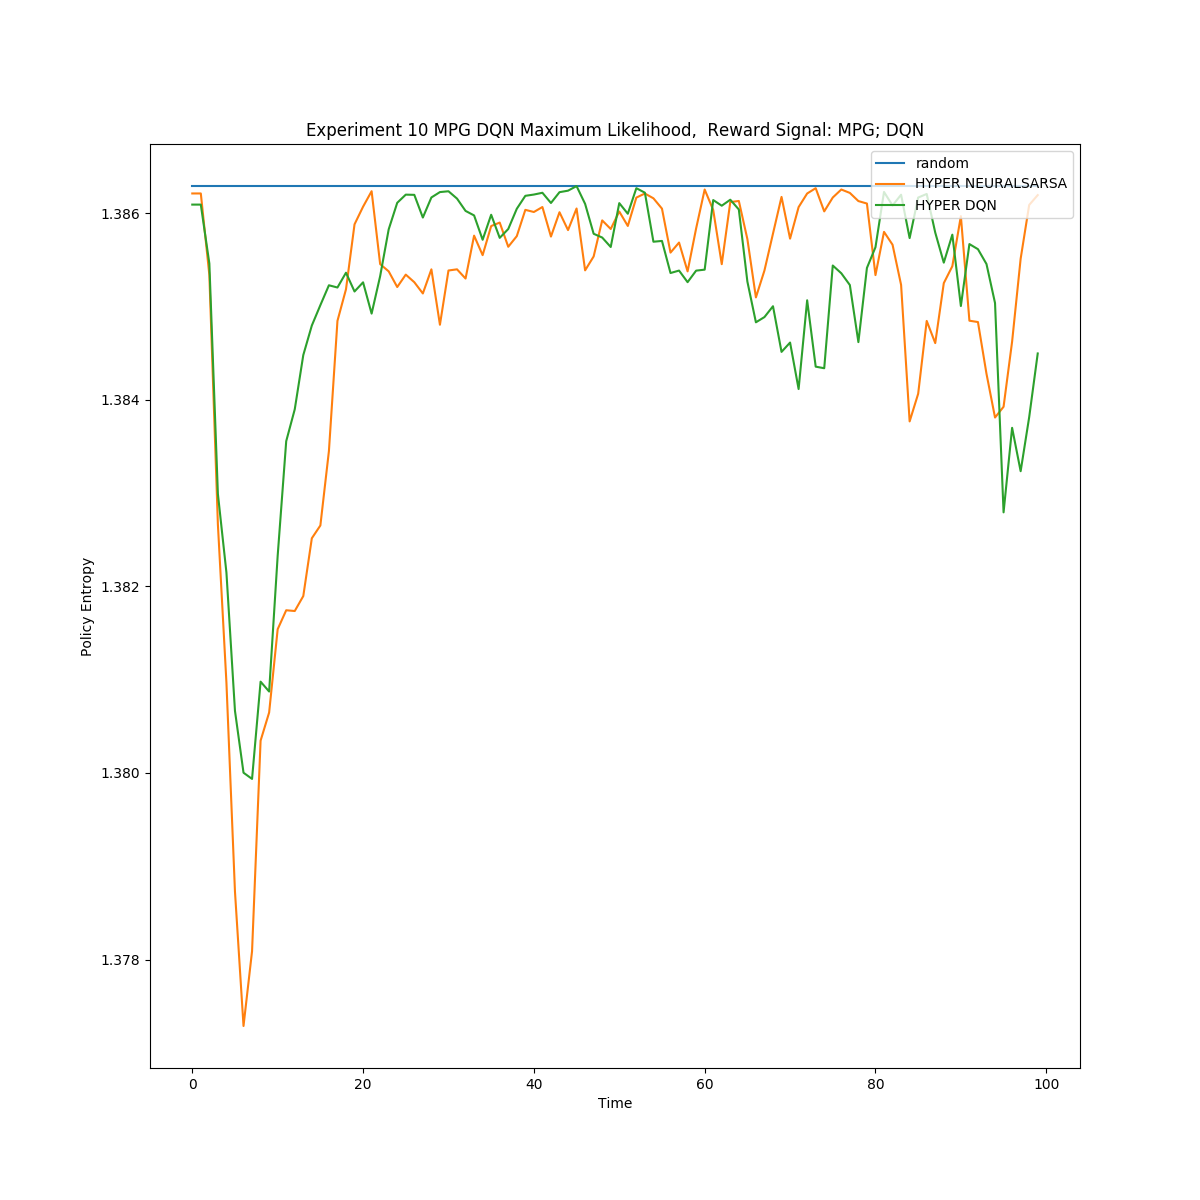 Experiment 10 MPG DQN Maximum Likelihood,  Reward Signal: MPG; DQN
random
HYPER NEURALSARSA
HYPER DQN
1.386
1.384
1.382
1.380
1.378
Policy Entropy
0 20 40 60 80 100
Time